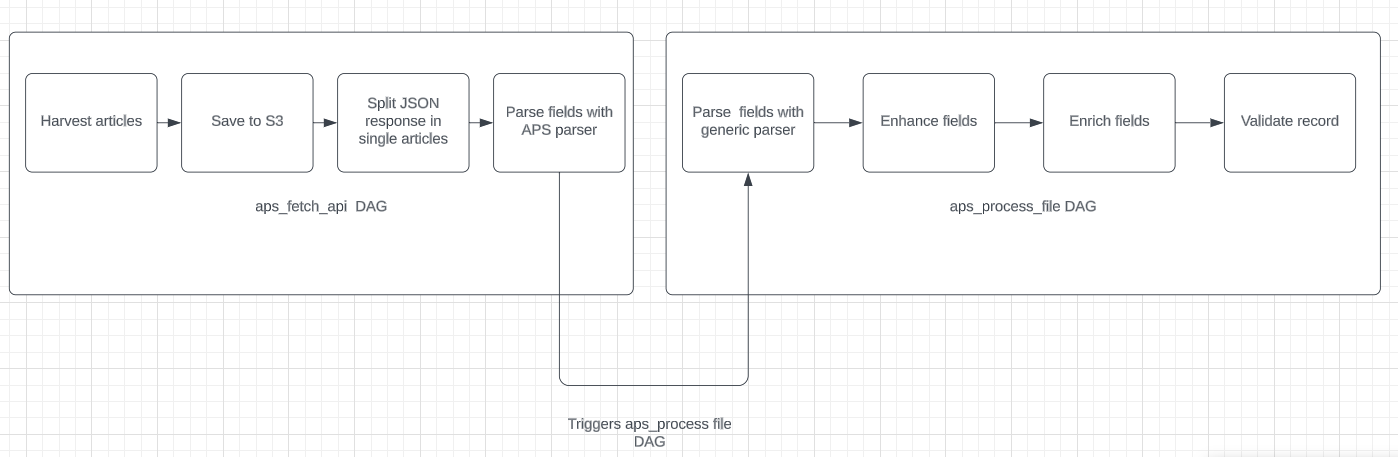 Harvest articles
Save to S3
Split JSON
response in
single articles
Parse fields with
APS parser
aps_fetch_api DAG
Parse fields with
generic parser
Enhance fields
Enrich fields
Validate record
aps_process_file DAG
Triggers aps_process file
DAG